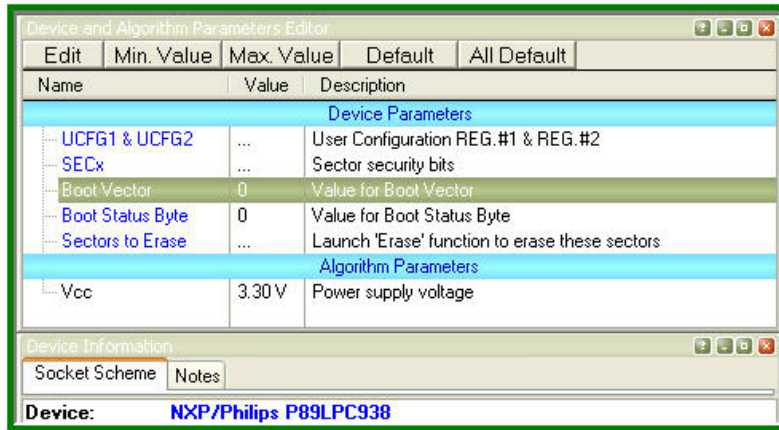 Device and Algorithm Parameters Editor
Edit Min. Value Max. Value Default All Default
Name Value Description
Device Parameters
UCFG1 & UCFG2 ... User Configuration REG.#1 & REG.#2
SECx ... Sector security bits
Boot Vector 0 Value for Boot Vector
Boot Status Byte 0 Value for Boot Status Byte
Sectors to Erase ... Launch 'Erase' function to erase these sectors
Algorithm Parameters
Vcc 3.30 V Power supply voltage
Device Information
Socket Scheme Notes
Device: NXP/Philips P89LPC938